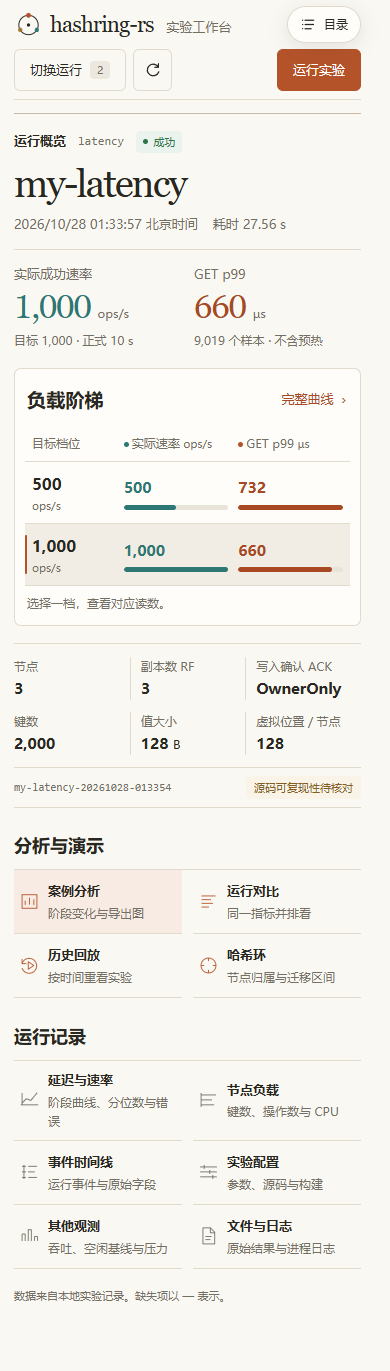 hashring-rs 实验工作台
目录
切换运行 2
运行实验
运行概览 latency 成功
my-latency
2026/10/28 01:33:57 北京时间 耗时 27.56 s
实际成功速率 GET p99
1,000 ops/s 660 µs
目标 1,000 · 正式 10 s 9,019 个样本 · 不含预热
负载阶梯 完整曲线 ›
目标档位 实际速率 ops/s GET p99 µs
500 500 732
ops/s
1,000 1,000 660
ops/s
选择一档，查看对应读数。
节点 副本数 RF 写入确认 ACK
3 3 OwnerOnly
键数 值大小 虚拟位置 / 节点
2,000 128 B 128
my-latency-20261028-013354 源码可复现性待核对
分析与演示
案例分析 运行对比
阶段变化与导出图 同一指标并排看
历史回放 哈希环
按时间重看实验 节点归属与迁移区间
运行记录
延迟与速率 节点负载
阶段曲线、分位数与错误 键数、操作数与 CPU
事件时间线 实验配置
运行事件与原始字段 参数、源码与构建
其他观测 文件与日志
吞吐、空闲基线与压力 原始结果与进程日志
数据来自本地实验记录。缺失项以 — 表示。